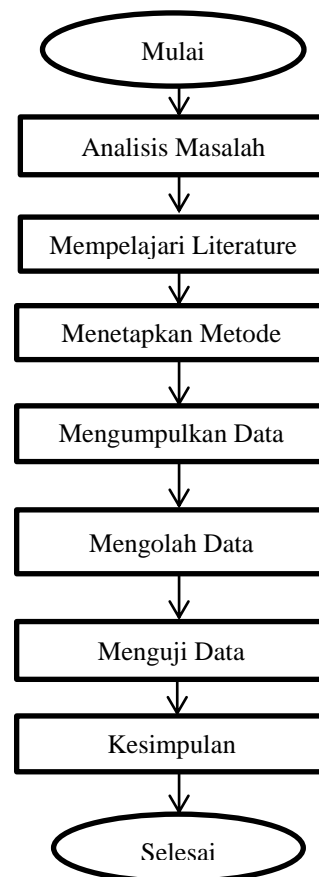 Mulai
Analisis Masalah
Mempelajari Literature
Menetapkan Metode
Mengumpulkan Data
Mengolah Data
Menguji Data
Kesimpulan
Selesai